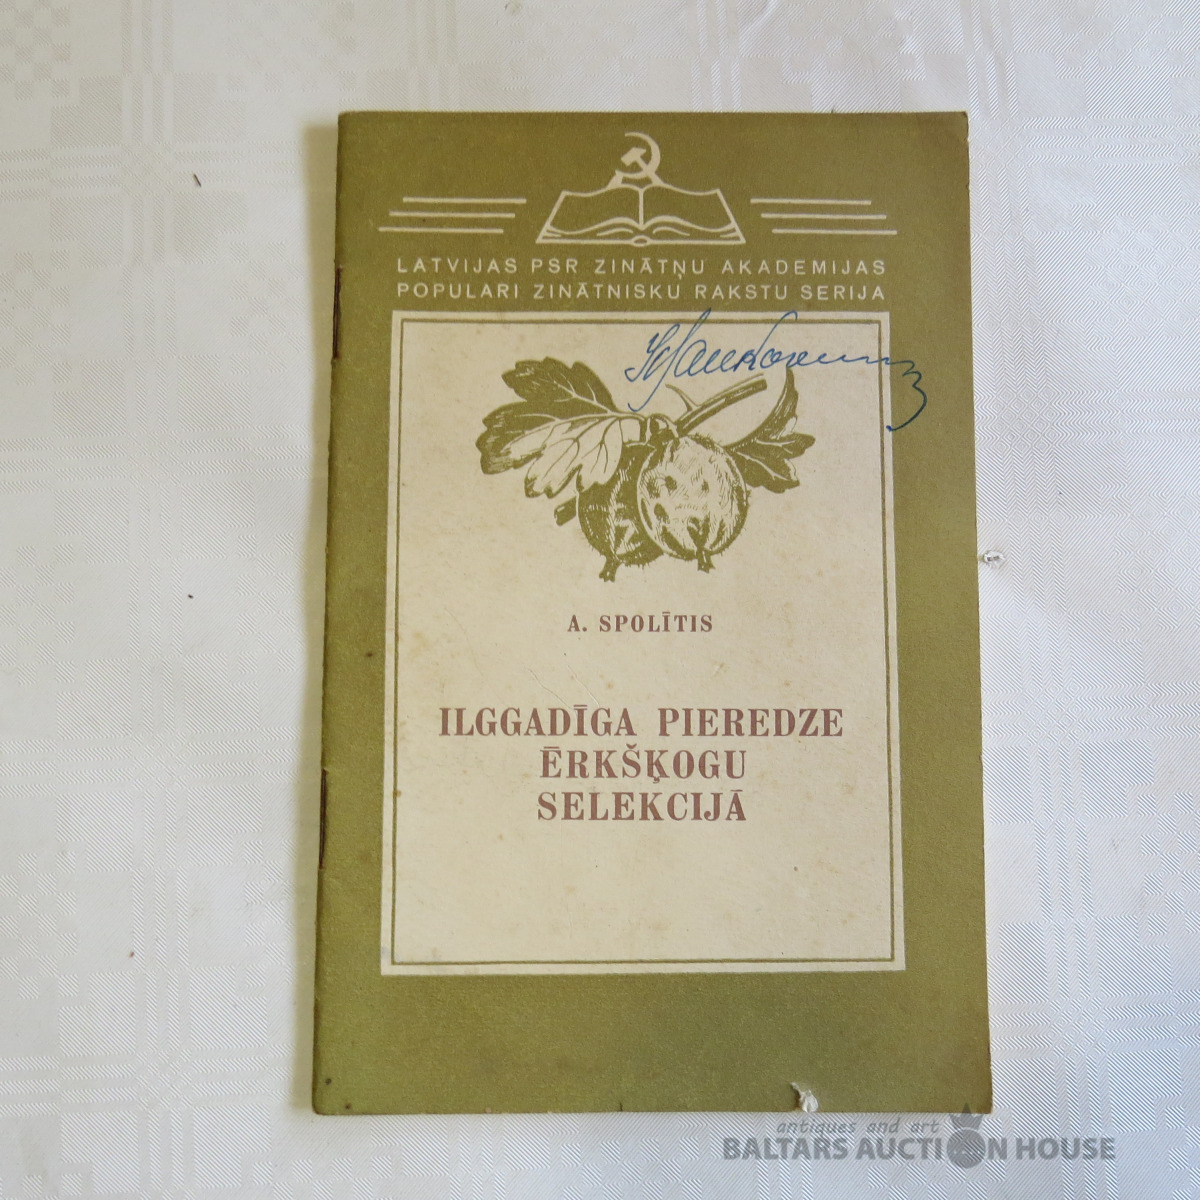 LATVIJAS PSR ZINĀTŅU AKADEMIJAS
POPULARI ZINĀTNISKU RAKSTU SERIJA
A. SPOLĪTIS
ILGGADĪGA PIEREDZE
ĒRKŠĶOGU
SELEKCIJĀ
antiques and art
BALTARS AUCTION HOUSE